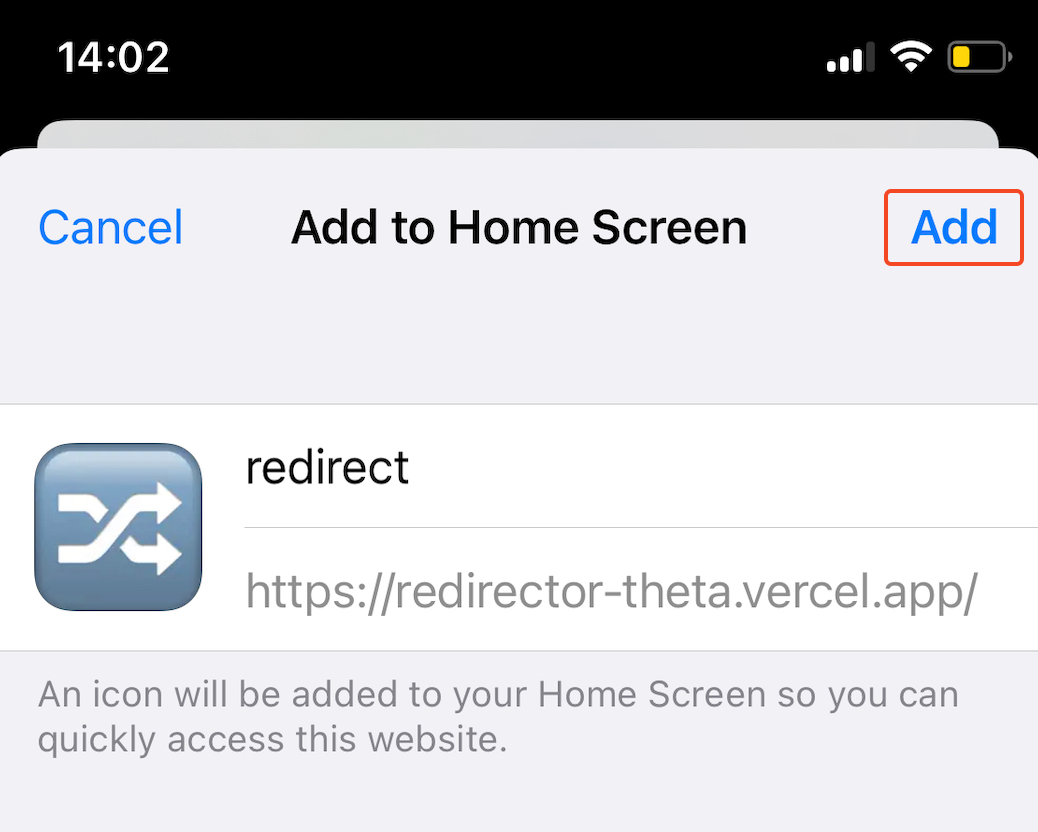 14:02
Cancel Add to Home Screen Add
redirect
https://redirector-theta.vercel.app/
An icon will be added to your Home Screen so you can
quickly access this website.